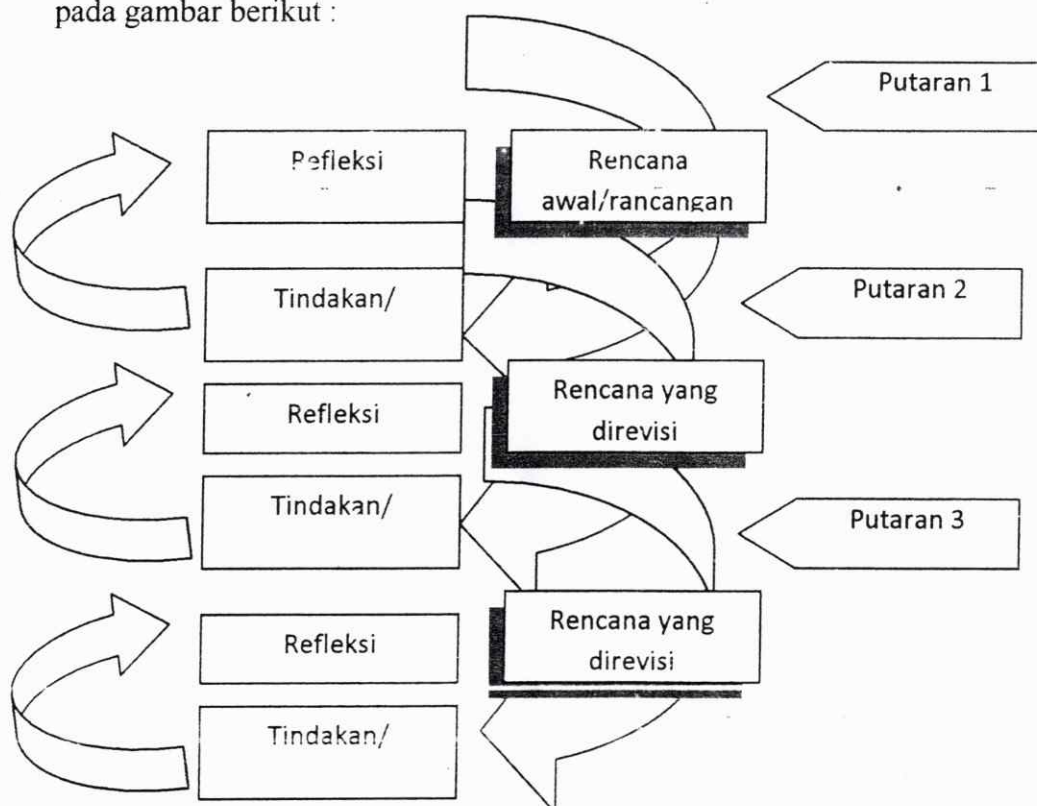 pada gambar berikut :
Putaran 1
Refleksi
Rencana
awal/rancangan
Tindakan/
Putaran 2
Refleksi
Rencana yang
direvisi
Tindakan/
Putaran 3
Refleksi
Rencana yang
direvisi
Tindakan/